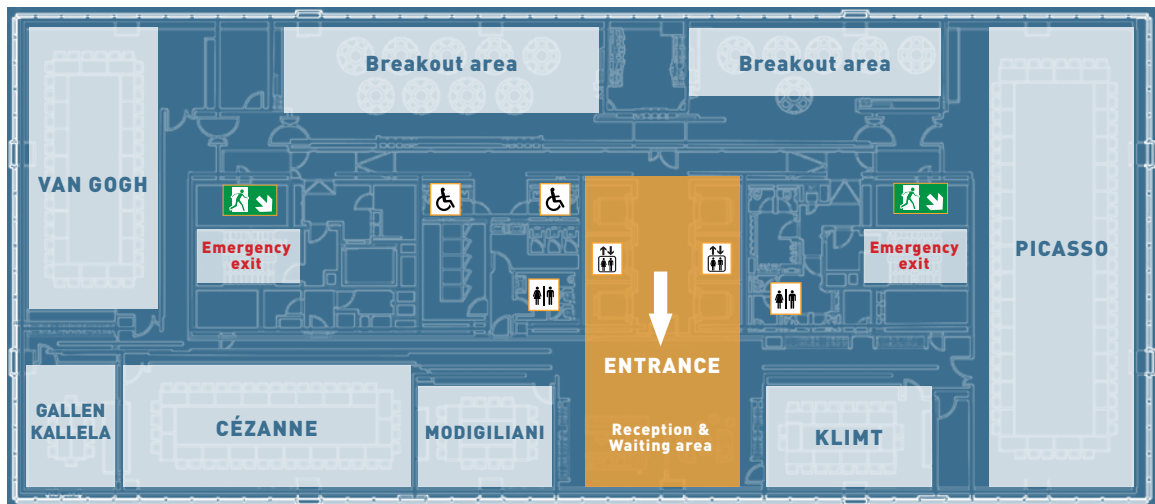 Breakout area
Breakout area
VAN GOGH
Emergency
exit
Emergency
exit
PICASSO
ENTRANCE
GALLEN
KALLELA
CÉZANNE
MODIGILIANI
Reception &
Waiting area
KLIMT